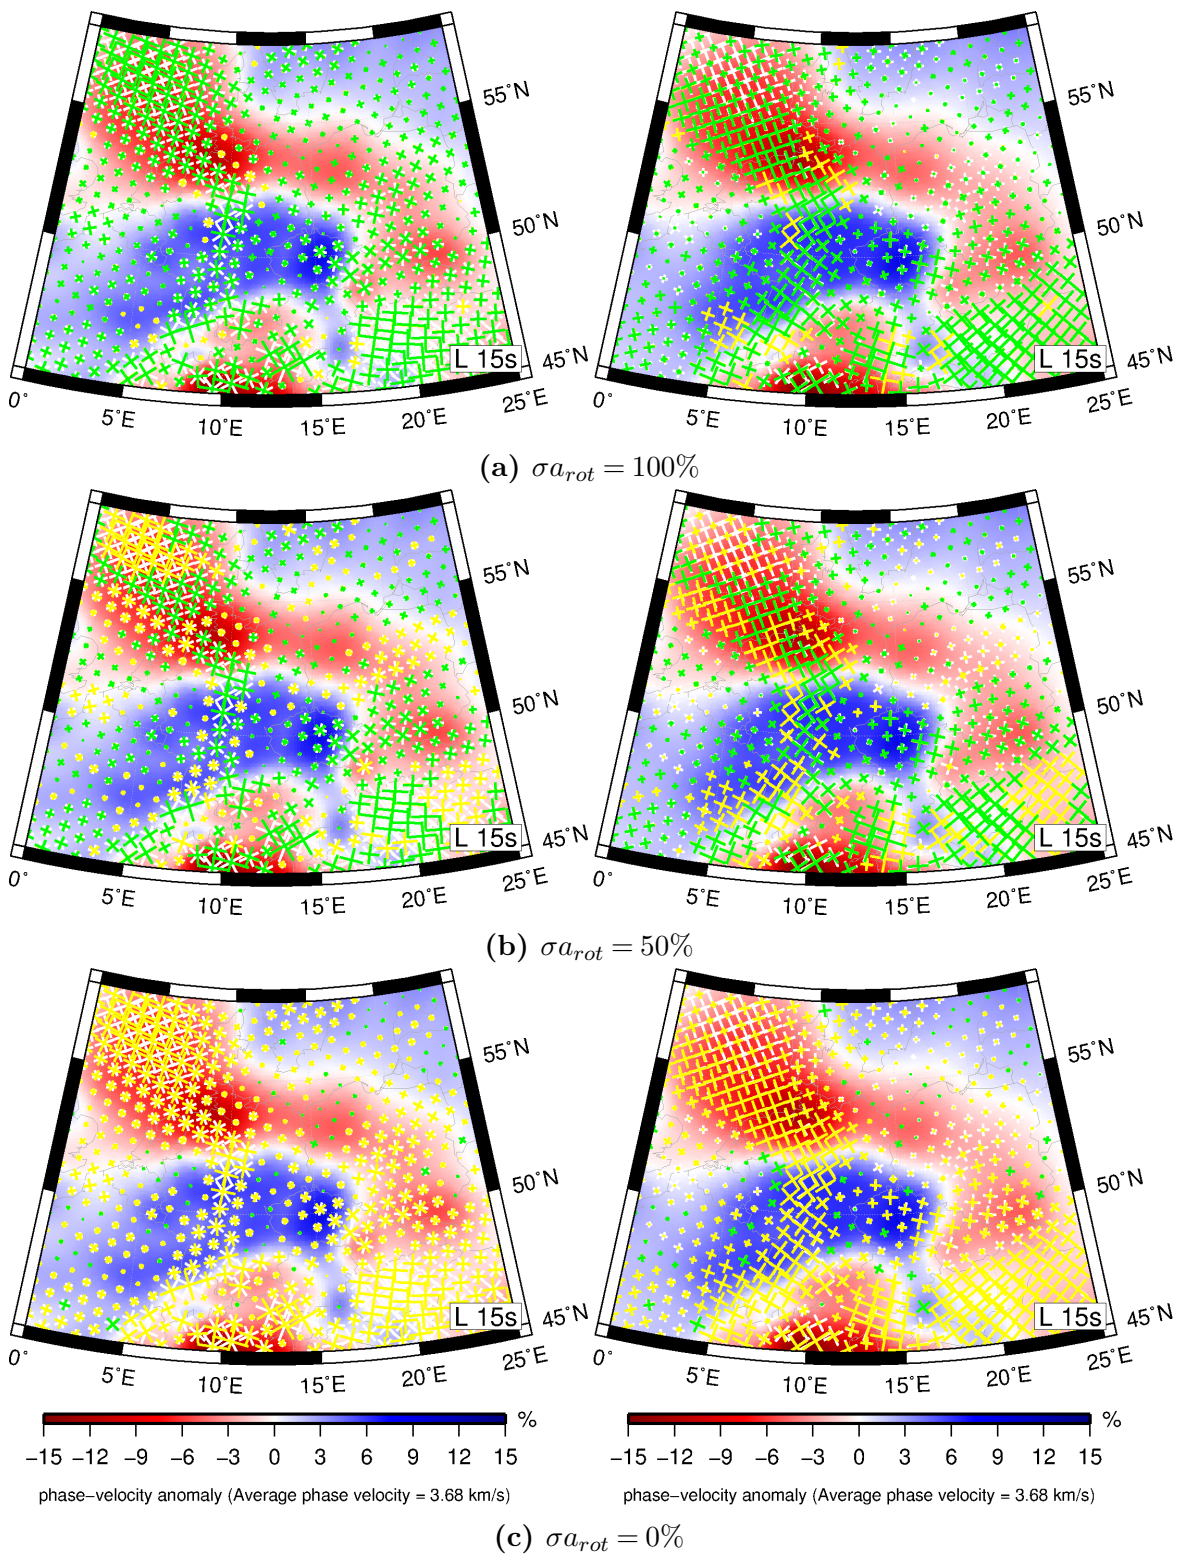 55°N 55°N
50°N 50°N
L 15s 45°N L 15s 45°N
0° 5°E 10°E 15°E 20°E 25°E 0° 5°E 10°E 15°E 20°E 25°E
(a) σa_rot = 100%
55°N 55°N
50°N 50°N
L 15s 45°N L 15s 45°N
0° 5°E 10°E 15°E 20°E 25°E 0° 5°E 10°E 15°E 20°E 25°E
(b) σa_rot = 50%
55°N 55°N
50°N 50°N
L 15s 45°N L 15s 45°N
0° 5°E 10°E 15°E 20°E 25°E 0° 5°E 10°E 15°E 20°E 25°E
% %
−15 −12 −9 −6 −3 0 3 6 9 12 15 −15 −12 −9 −6 −3 0 3 6 9 12 15
phase−velocity anomaly (Average phase velocity = 3.68 km/s) phase−velocity anomaly (Average phase velocity = 3.68 km/s)
(c) σa_rot = 0%